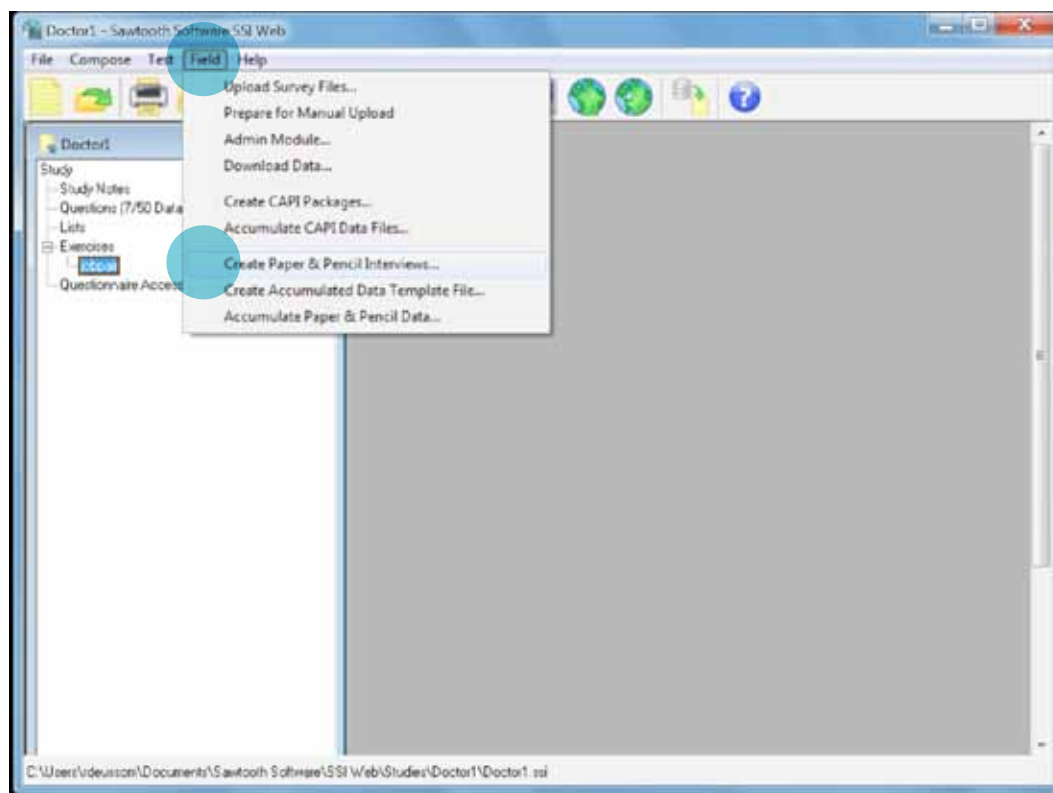 Doctor1 - Sawtooth Software SSI Web
File Compose Test Field Help
Upload Survey Files...
Prepare for Manual Upload
Admin Module...
Download Data...
Create CAPI Packages...
Accumulate CAPI Data Files...
Create Paper & Pencil Interviews...
Create Accumulated Data Template File...
Accumulate Paper & Pencil Data...
Doctor1
Study
Study Notes
Questions (7/50 Data
Lists
Exercises
Questionnaire Access
C:\Users\vdeusson\Documents\Sawtooth Software\SSI Web\Studies\Doctor1\Doctor1.ssi